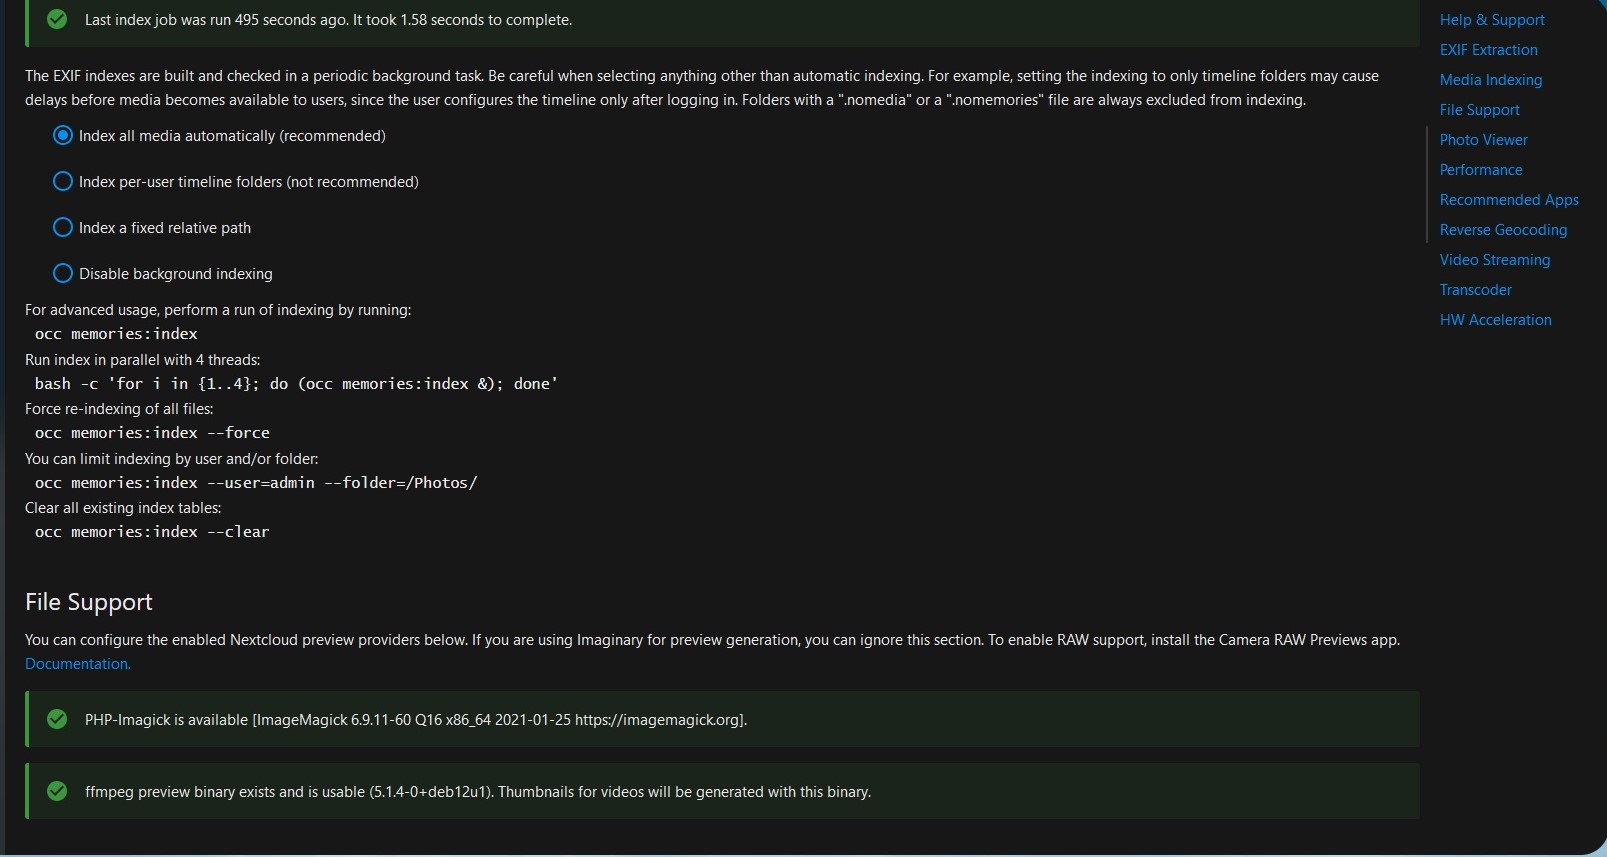 Last index job was run 495 seconds ago. It took 1.58 seconds to complete.
The EXIF indexes are built and checked in a periodic background task. Be careful when selecting anything other than automatic indexing. For example, setting the indexing to only timeline folders may cause
delays before media becomes available to users, since the user configures the timeline only after logging in. Folders with a ".nomedia" or a ".nomemories" file are always excluded from indexing.
Index all media automatically (recommended)
Index per-user timeline folders (not recommended)
Index a fixed relative path
Disable background indexing
For advanced usage, perform a run of indexing by running:
occ memories:index
Run index in parallel with 4 threads:
bash -c 'for i in {1..4}; do (occ memories:index &); done'
Force re-indexing of all files:
occ memories:index --force
You can limit indexing by user and/or folder:
occ memories:index --user=admin --folder=/Photos/
Clear all existing index tables:
occ memories:index --clear
File Support
You can configure the enabled Nextcloud preview providers below. If you are using Imaginary for preview generation, you can ignore this section. To enable RAW support, install the Camera RAW Previews app.
Documentation.
PHP-Imagick is available [ImageMagick 6.9.11-60 Q16 x86_64 2021-01-25 https://imagemagick.org].
ffmpeg preview binary exists and is usable (5.1.4-0+deb12u1). Thumbnails for videos will be generated with this binary.
Help & Support
EXIF Extraction
Media Indexing
File Support
Photo Viewer
Performance
Recommended Apps
Reverse Geocoding
Video Streaming
Transcoder
HW Acceleration